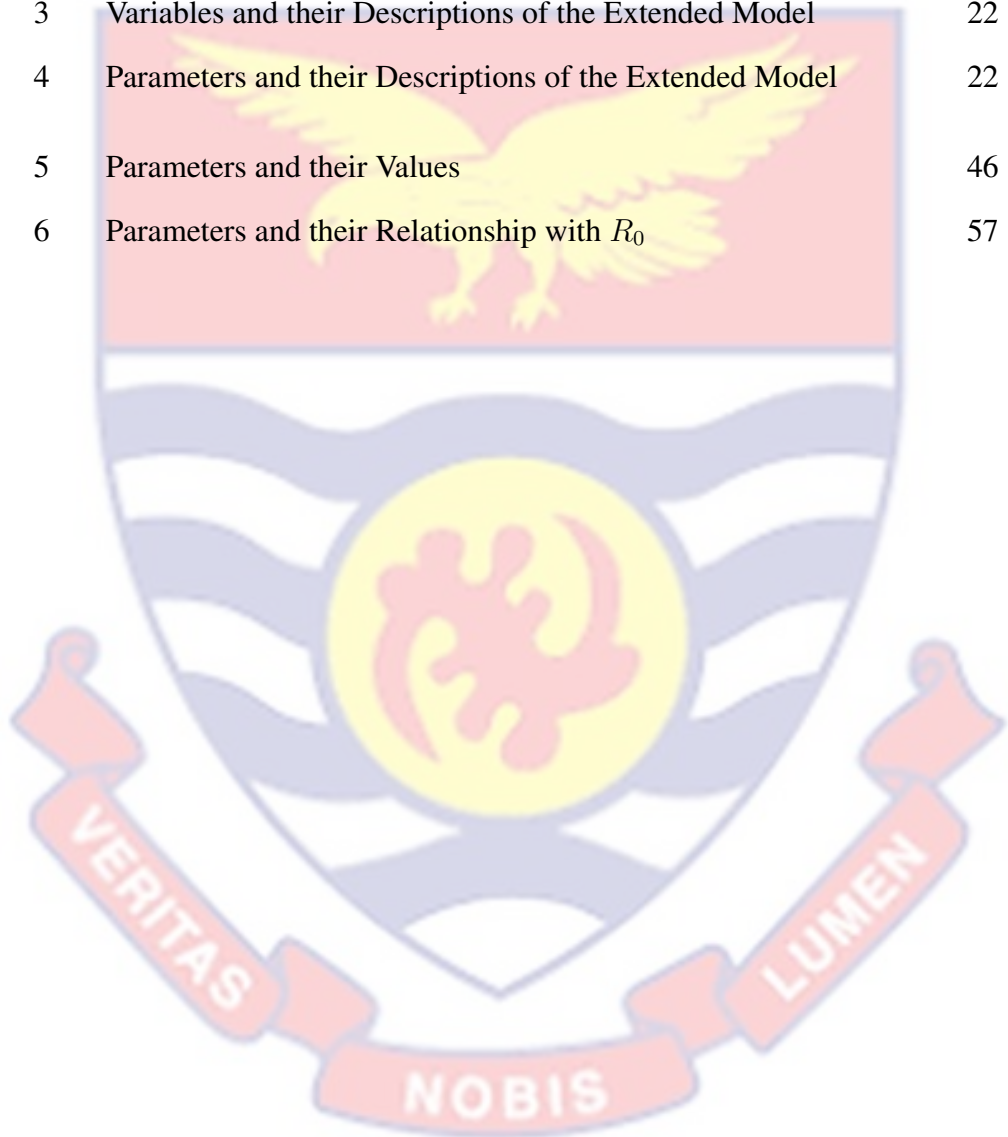 3 Variables and their Descriptions of the Extended Model 22
4 Parameters and their Descriptions of the Extended Model 22
5 Parameters and their Values 46
6 Parameters and their Relationship with R₀ 57
VERITAS
NOBIS
LUMEN